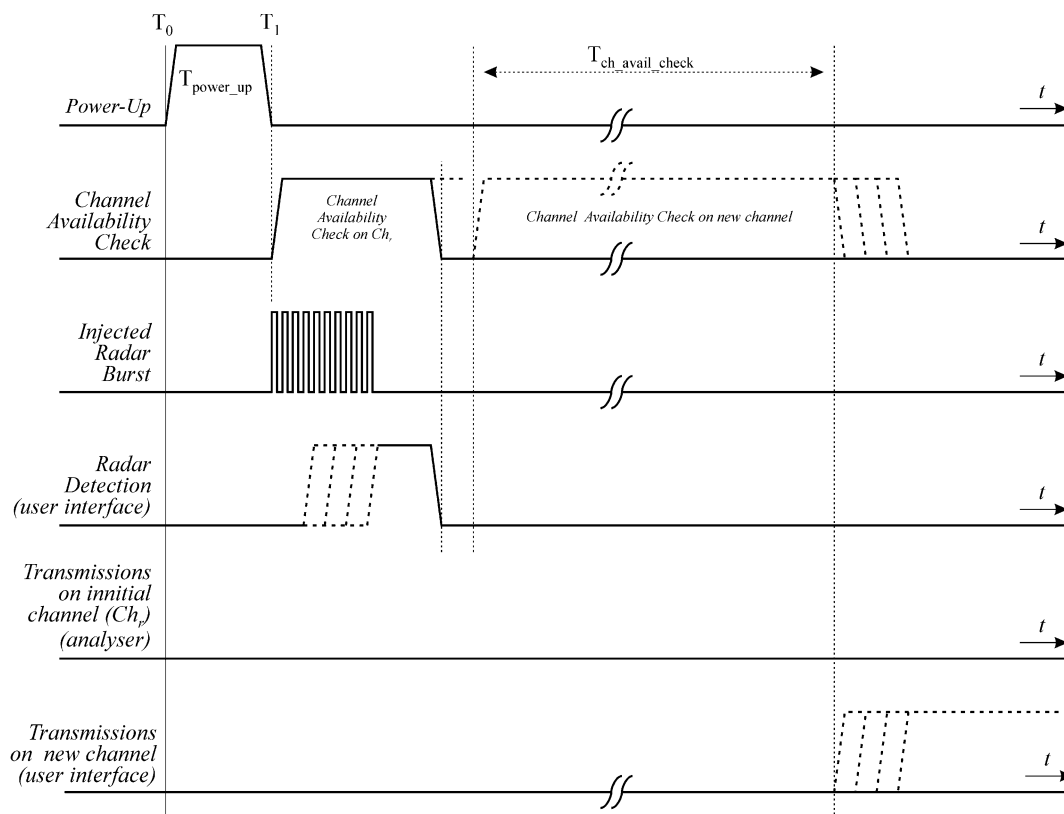 T0 T1
Tch_avail_check
Tpower_up
Power-Up
t
Channel
Availability
Check
Channel
Availability
Check on Chr
Channel Availability Check on new channel
t
Injected
Radar
Burst
t
Radar
Detection
(user interface)
t
Transmissions
on innitial
channel (Chr)
(analyser)
t
Transmissions
on new channel
(user interface)
t